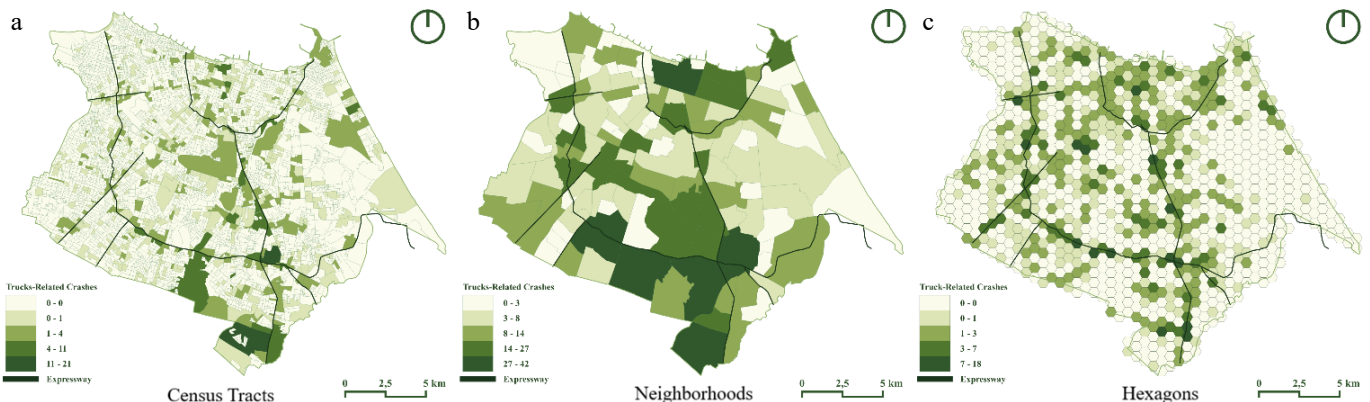 a
Trucks-Related Crashes
0 - 0
0 - 1
1 - 4
4 - 11
11 - 21
Expressway
Census Tracts
0 2,5 5 km
b
Trucks-Related Crashes
0 - 3
3 - 8
8 - 14
14 - 27
27 - 42
Expressway
Neighborhoods
0 2,5 5 km
c
Truck-Related Crashes
0 - 0
0 - 1
1 - 3
3 - 7
7 - 18
Expressway
Hexagons
0 2,5 5 km